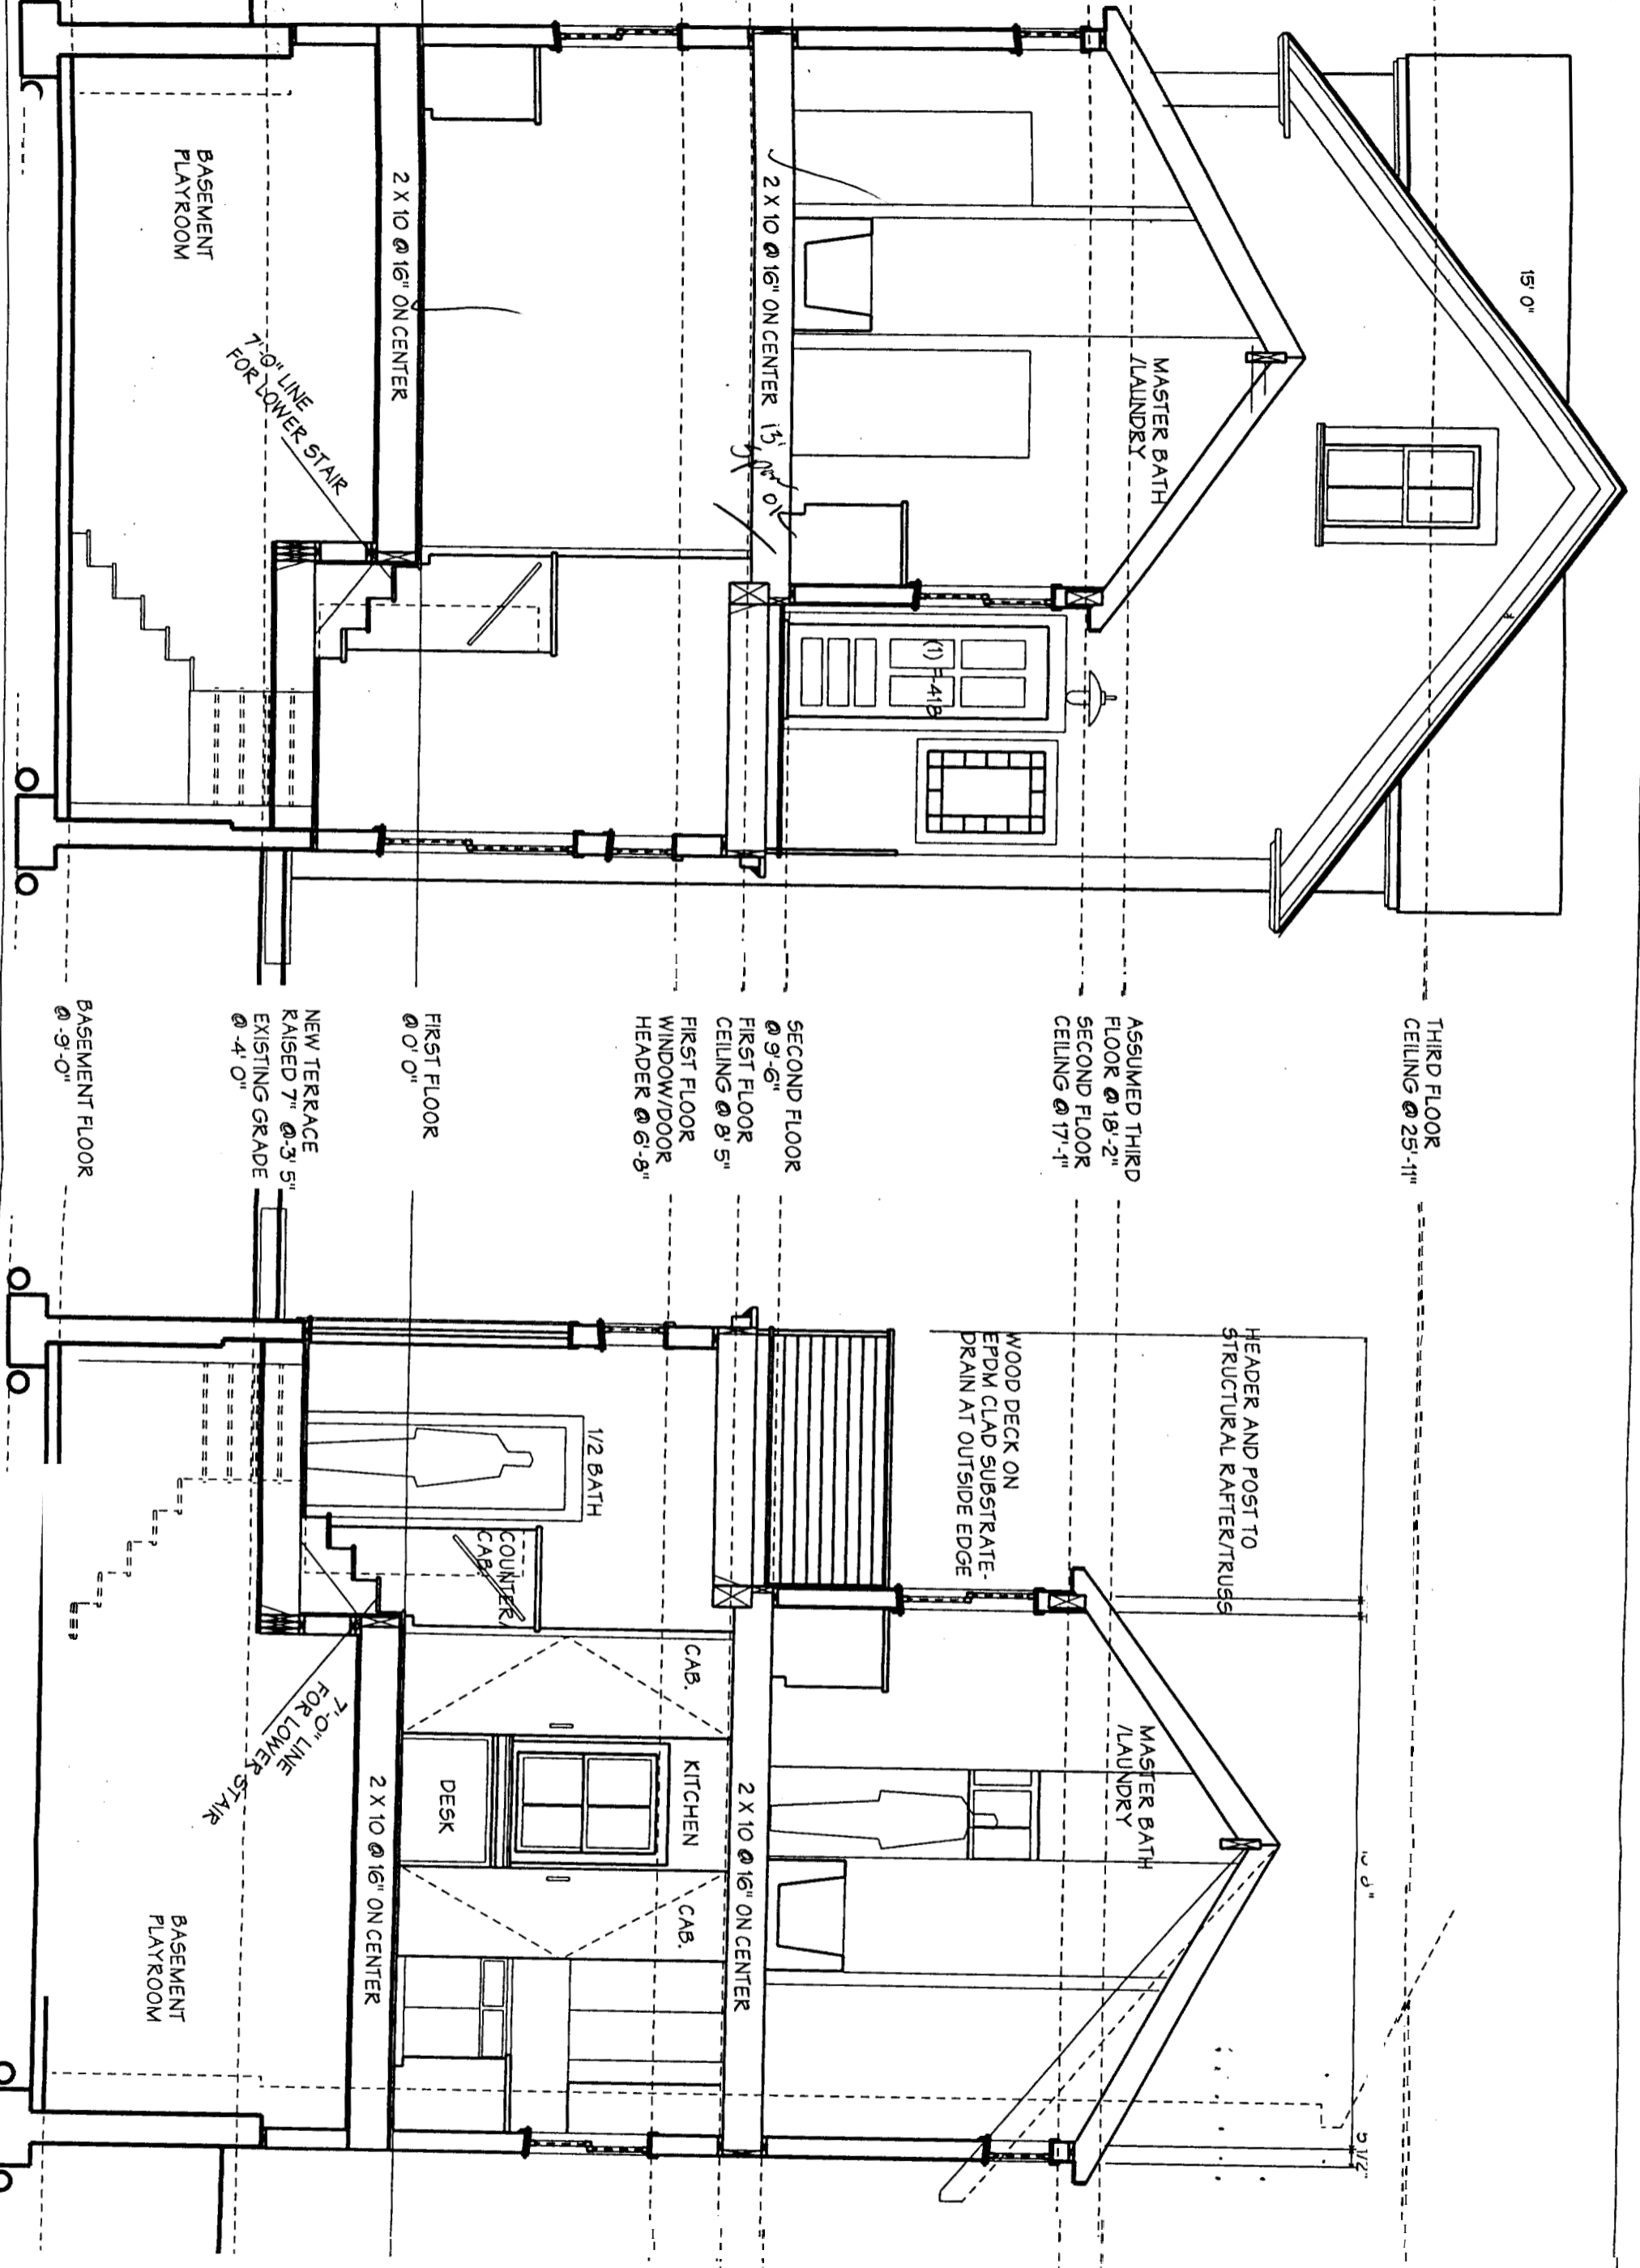 15' 0"
MASTER BATH
/LAUNDRY
(1) F-41B
2 X 10 @ 16" ON CENTER 13'
OK
2 X 10 @ 16" ON CENTER
7'-0" LINE
FOR LOWER STAIR
BASEMENT
PLAYROOM
THIRD FLOOR
CEILING @ 25'-11"
ASSUMED THIRD
FLOOR @ 18'-2"
SECOND FLOOR
CEILING @ 17'-1"
SECOND FLOOR
@ 9'-6"
FIRST FLOOR
CEILING @ 8' 5"
FIRST FLOOR
WINDOW/DOOR
HEADER @ 6'-8"
FIRST FLOOR
@ 0' 0"
NEW TERRACE
RAISED 7" @-3' 5"
EXISTING GRADE
@ -4' 0"
BASEMENT FLOOR
@ -9'-0"
5 1/2"
HEADER AND POST TO
STRUCTURAL RAFTER/TRUSS
MASTER BATH
/LAUNDRY
WOOD DECK ON
EPDM CLAD SUBSTRATE-
DRAIN AT OUTSIDE EDGE
2 X 10 @ 16" ON CENTER
CAB.
KITCHEN
CAB.
1/2 BATH
COUNTER/
CAB.
DESK
2 X 10 @ 16" ON CENTER
7'-0" LINE
FOR LOWER STAIR
BASEMENT
PLAYROOM